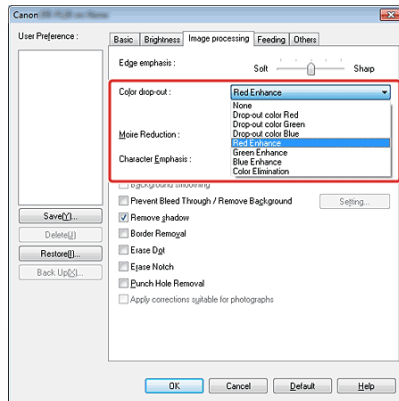 Canon
User Preference :
Basic Brightness Image processing Feeding Others
Edge emphasis :
Soft Sharp
Color drop-out : Red Enhance
None
Drop-out color Red
Drop-out color Green
Drop-out color Blue
Moire Reduction : Red Enhance
Green Enhance
Character Emphasis : Blue Enhance
Color Elimination
Background smoothing
Prevent Bleed Through / Remove Background Setting...
Save(Y)... Remove shadow
Delete(J) Border Removal
Restore(I)... Erase Dot
Back Up(X)... Erase Notch
Punch Hole Removal
Apply corrections suitable for photographs
OK Cancel Default Help